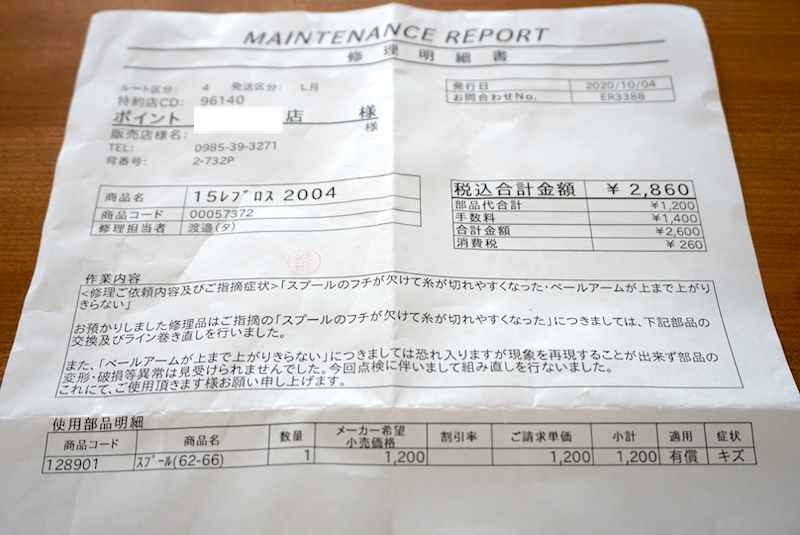 MAINTENANCE REPORT
修 理 明 細 書
ルート区分: 4 発送区分: L月
特約店CD: 96140
ポイント 店 様
販売店様名: 様
TEL: 0985-39-3271
背番号: 2-732P
発行日 2020/10/04
お問合わせNo. ER3388
商品名 15ﾚﾌﾞﾛｽ 2004
商品コード 00057372
修理担当者 渡邉(タ)
税込合計金額 ¥ 2,860
部品代合計 ¥1,200
手数料 ¥1,400
合計金額 ¥2,600
消費税 ¥ 260
作業内容
<修理ご依頼内容及びご指摘症状>「スプールのフチが欠けて糸が切れやすくなった・ベールアームが上まで上がり
きらない」
お預かりしました修理品はご指摘の「スプールのフチが欠けて糸が切れやすくなった」につきましては、下記部品の
交換及びライン巻き直しを行いました。
また、「ベールアームが上まで上がりきらない」につきましては恐れ入りますが現象を再現することが出来ず部品の
変形・破損等異常は見受けられませんでした。今回点検に伴いまして組み直しを行ないました。
これにて、ご使用頂きます様お願い申し上げます。
使用部品明細
商品コード 商品名 数量 メーカー希望小売価格 割引率 ご請求単価 小計 適用 症状
128901 ｽﾌﾟｰﾙ(62-66) 1 1,200 1,200 1,200 有償 キズ